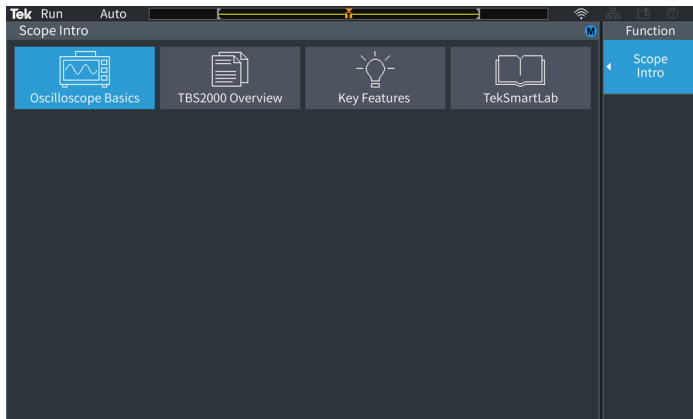 Tek Run Auto
Scope Intro
M
Function
Scope
Intro
Oscilloscope Basics
TBS2000 Overview
Key Features
TekSmartLab